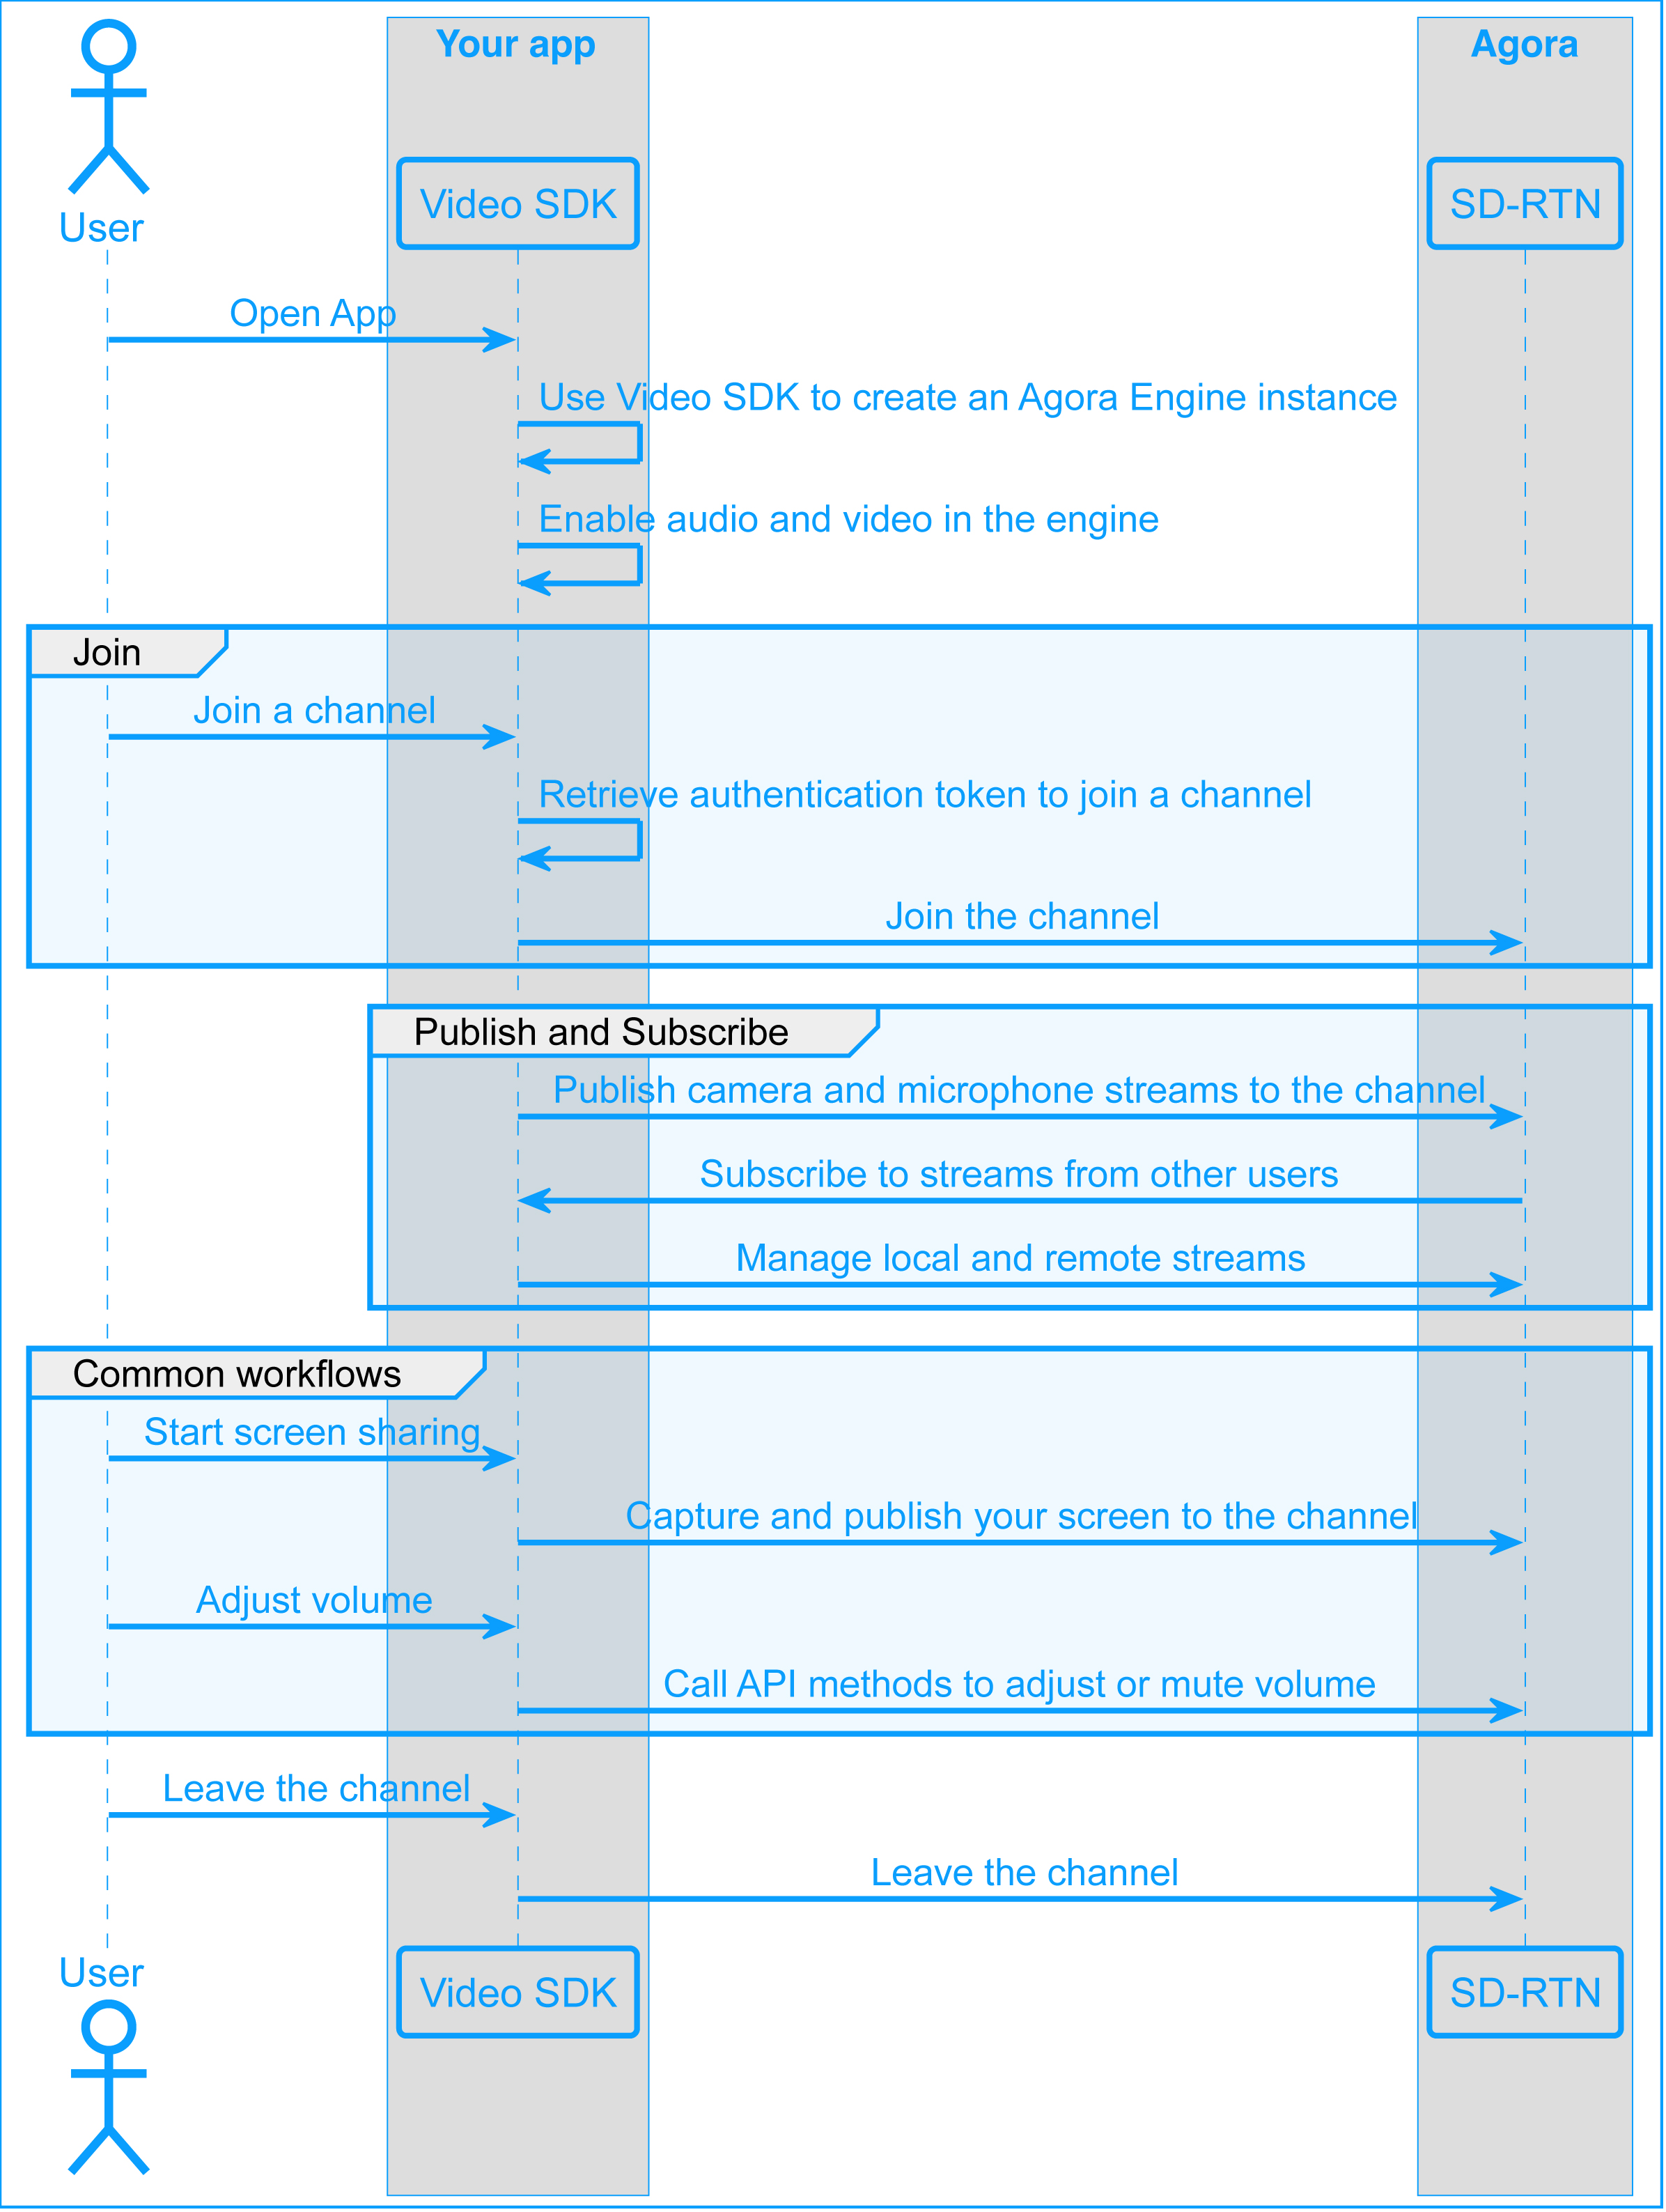 Your app
Agora
User
Video SDK
SD-RTN
Open App
Use Video SDK to create an Agora Engine instance
Enable audio and video in the engine
Join
Join a channel
Retrieve authentication token to join a channel
Join the channel
Publish and Subscribe
Publish camera and microphone streams to the channel
Subscribe to streams from other users
Manage local and remote streams
Common workflows
Start screen sharing
Capture and publish your screen to the channel
Adjust volume
Call API methods to adjust or mute volume
Leave the channel
Leave the channel
User
Video SDK
SD-RTN